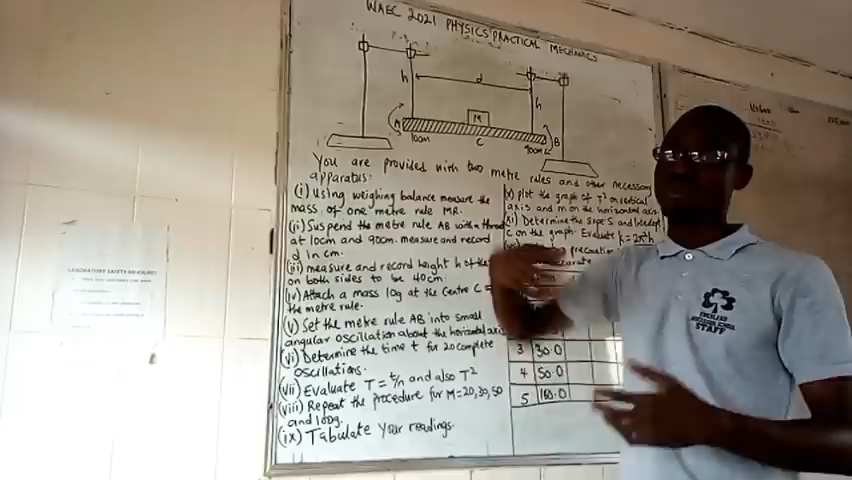 WAEC 2021 PHYSICS PRACTICAL MECHANICS
h
d
h
M
A
10cm
C
90cm
B
You are provided with two metre rules and other necessary
apparatus.
(i) Using weighing balance measure the
mass of one metre rule MR.
(ii) Suspend the metre rule AB with a thread
at 10cm and 90cm. measure and record
d in cm.
(iii) measure and record height h of the
on both sides to be 40cm.
(iv) Attach a mass 10g at the Centre C
the metre rule.
(v) Set the metre rule AB into small
angular oscillation about the horizontal axis
(vi) Determine the time t for 20 complete
oscillations.
(vii) Evaluate T = t/n and also T²
(viii) Repeat the procedure for M=20,30,50
and 100g.
(ix) Tabulate your readings.
(x) plot the graph of T² on vertical
axis and m on the horizontal axis.
(xi) Determine the slope S and Intercept
C on the graph. Evaluate k = 2π²h
precaution
3 30.0
4 50.0
5 100.0
LABORATORY SAFETY
STAFF